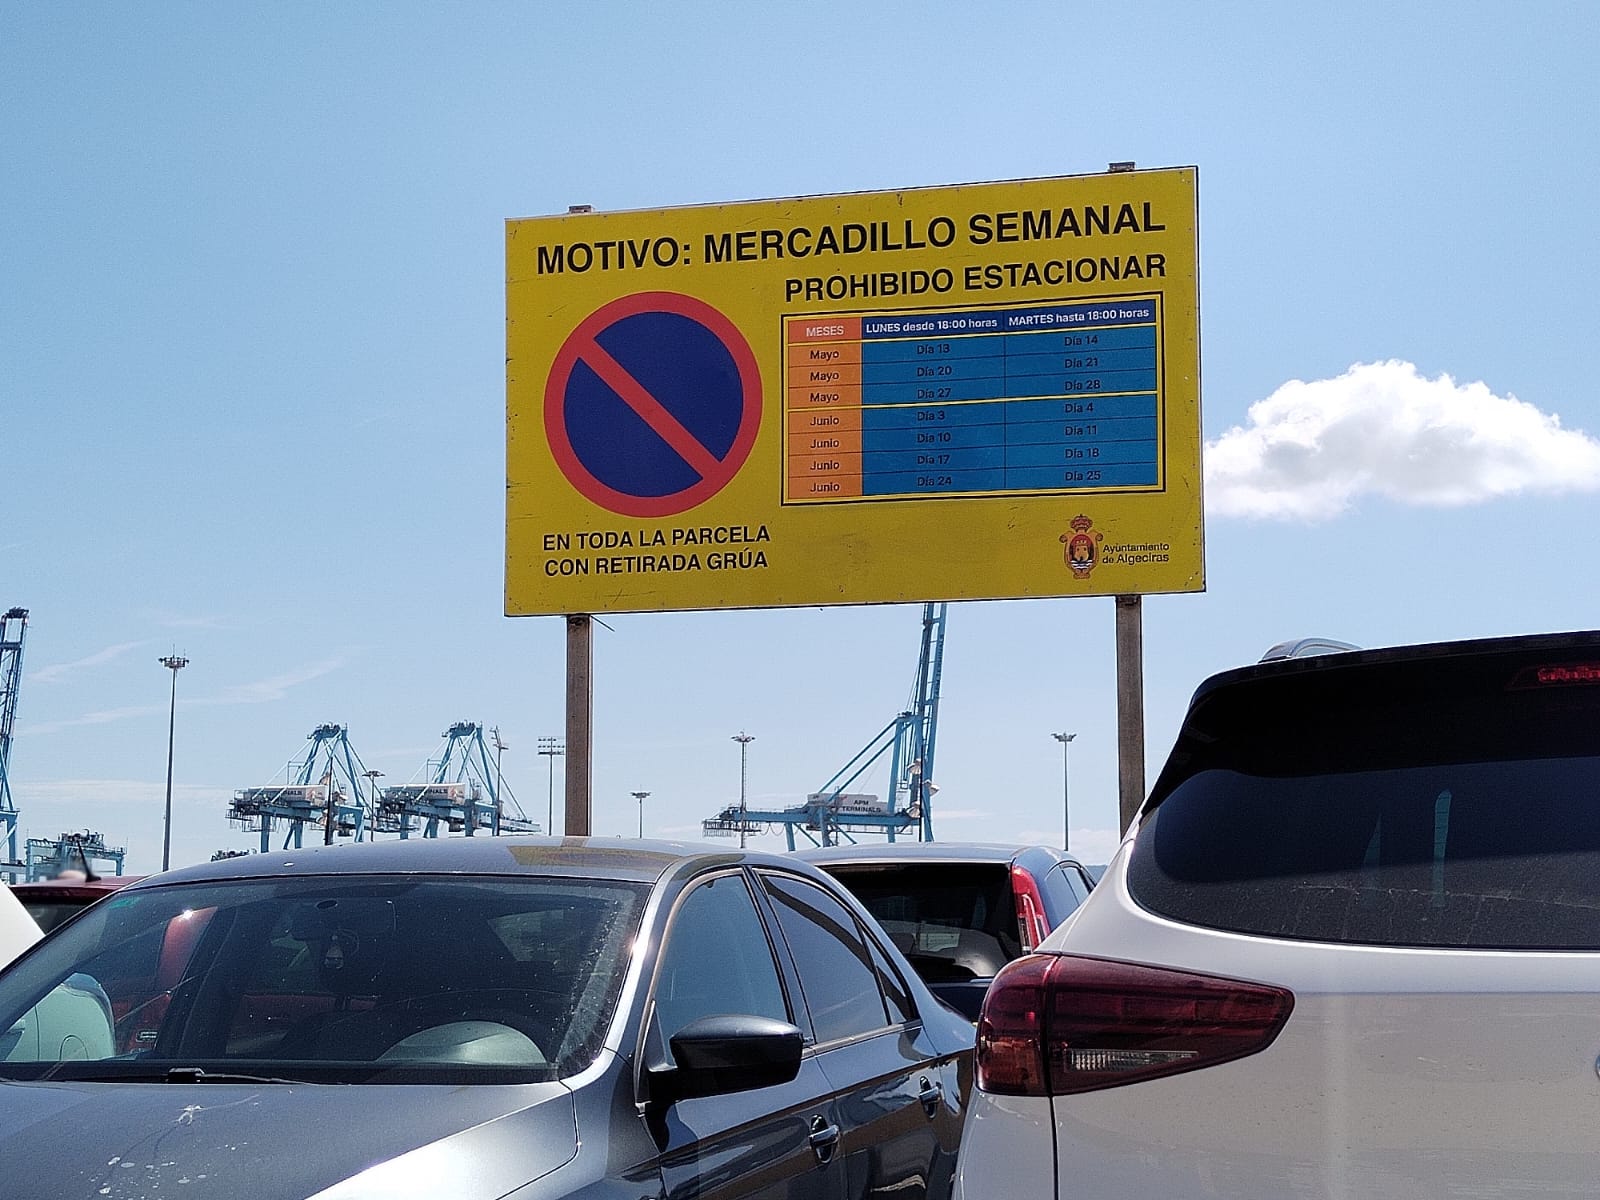 MOTIVO: MERCADILLO SEMANAL
PROHIBIDO ESTACIONAR
MESES LUNES desde 18:00 horas MARTES hasta 18:00 horas
Mayo Día 13 Día 14
Mayo Día 20 Día 21
Mayo Día 27 Día 28
Junio Día 3 Día 4
Junio Día 10 Día 11
Junio Día 17 Día 18
Junio Día 24 Día 25
EN TODA LA PARCELA
CON RETIRADA GRÚA
Ayuntamiento
de Algeciras
APM
TERMINALS